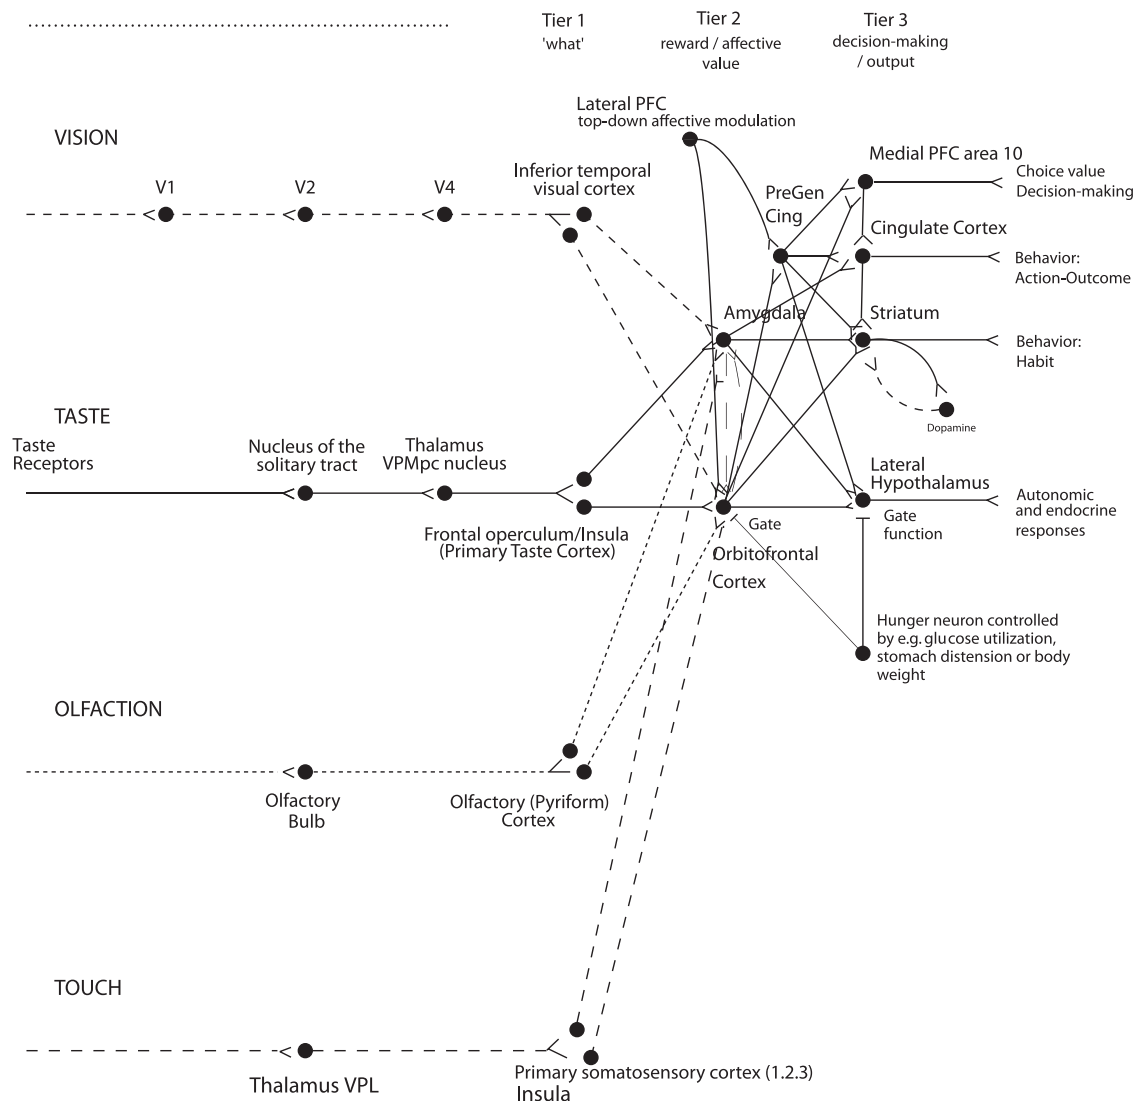 Tier 1
'what'
Tier 2
reward / affective
value
Tier 3
decision-making
/ output
Lateral PFC
top-down affective modulation
VISION
V1
V2
V4
Inferior temporal
visual cortex
PreGen
Cing
Medial PFC area 10
Choice value
Decision-making
Cingulate Cortex
Behavior:
Action-Outcome
Amygdala
Striatum
Behavior:
Habit
Dopamine
TASTE
Taste
Receptors
Nucleus of the
solitary tract
Thalamus
VPMpc nucleus
Frontal operculum/Insula
(Primary Taste Cortex)
Gate
Orbitofrontal
Cortex
Lateral
Hypothalamus
Gate
function
Autonomic
and endocrine
responses
Hunger neuron controlled
by e.g. glucose utilization,
stomach distension or body
weight
OLFACTION
Olfactory
Bulb
Olfactory (Pyriform)
Cortex
TOUCH
Thalamus VPL
Primary somatosensory cortex (1.2.3)
Insula